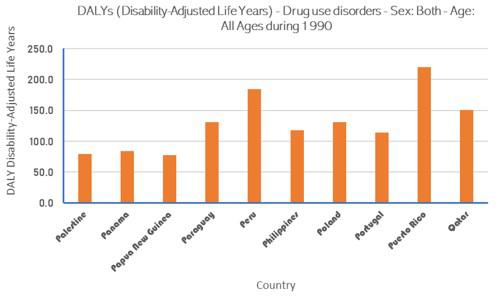 DALYs (Disability-Adjusted Life Years) - Drug use disorders - Sex: Both - Age:
All Ages during 1990
DALY Disability-Adjusted Life Years
250.0
200.0
150.0
100.0
50.0
0.0
Palestine
Panama
Papua New Guinea
Paraguay
Peru
Philippines
Poland
Portugal
Puerto Rico
Qatar
Country